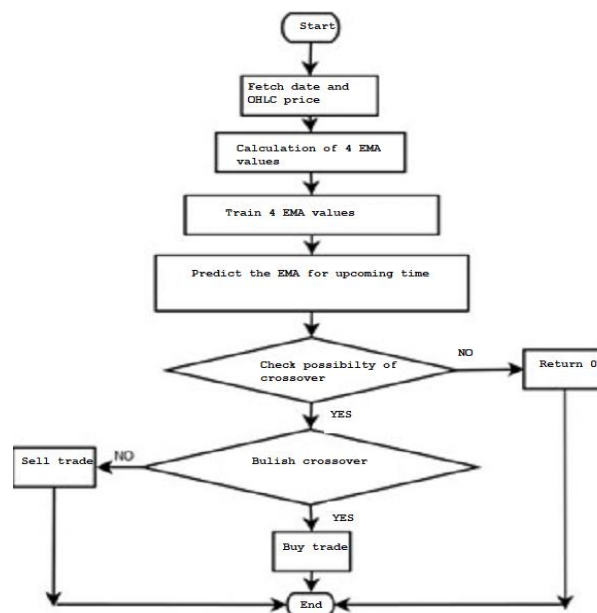 Start
Fetch date and
OHLC price
Calculation of 4 EMA
values
Train 4 EMA values
Predict the EMA for upcoming time
Check possibilty of
crossover
NO
Return 0
YES
Bulish crossover
NO
Sell trade
YES
Buy trade
End